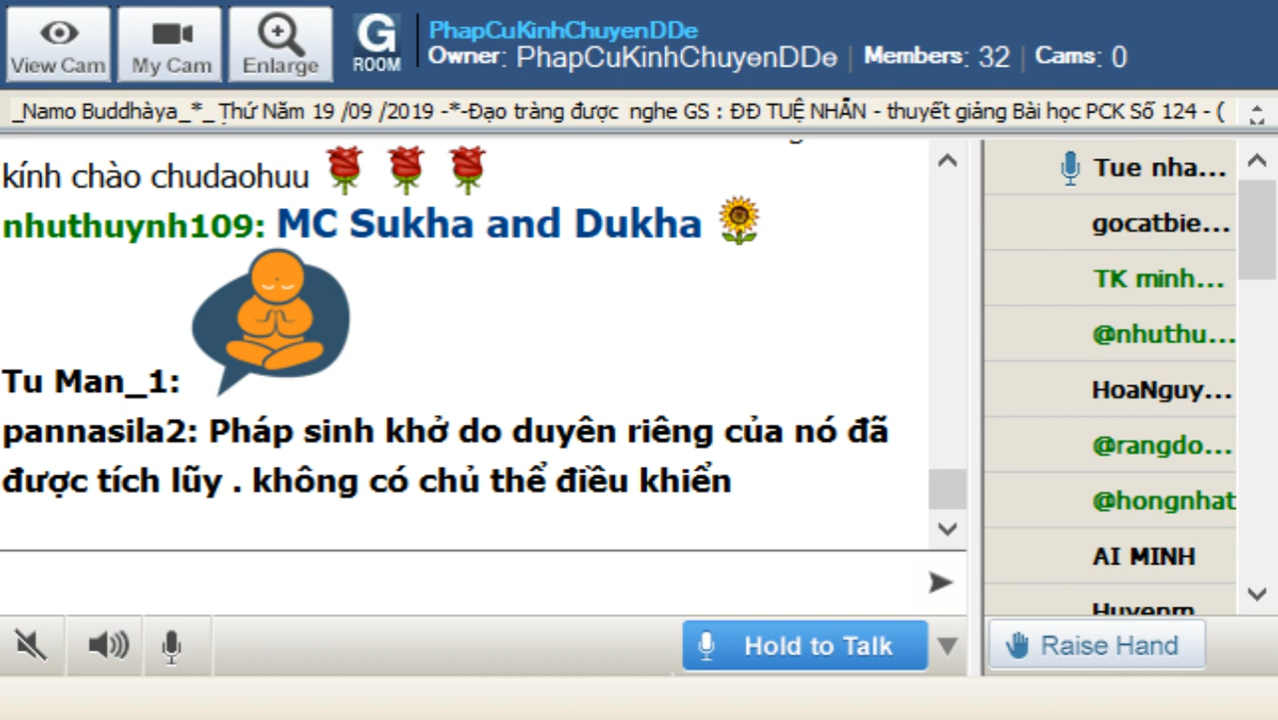 PhapCuKinhChuyenDDe
Owner: PhapCuKinhChuyenDDe | Members: 32 | Cams: 0
View Cam
My Cam
Enlarge
G
ROOM
_Namo Buddhàya_*_ Thứ Năm 19 /09 /2019 -*-Đạo tràng được nghe GS : ĐĐ TUỆ NHẪN - thuyết giảng Bài học PCK Số 124 - (
kính chào chudaohuu
nhuthuynh109: MC Sukha and Dukha
Tu Man_1:
pannasila2: Pháp sinh khở do duyên riêng của nó đã
được tích lũy . không có chủ thể điều khiển
Tue nha...
gocatbie...
TK minh...
@nhuthu...
HoaNguy...
@rangdo...
@hongnhat
AI MINH
Hold to Talk
Raise Hand